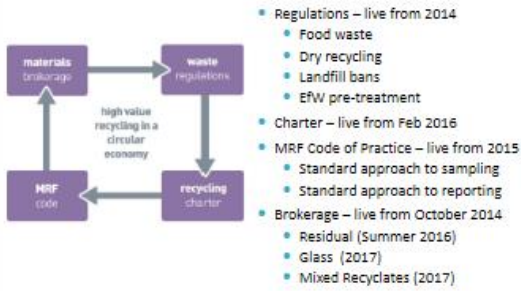 materials
brokerage
waste
regulations
high value
recycling in a
circular
economy
MRF
code
recycling
charter
Regulations – live from 2014
Food waste
Dry recycling
Landfill bans
EfW pre-treatment
Charter – live from Feb 2016
MRF Code of Practice – live from 2015
Standard approach to sampling
Standard approach to reporting
Brokerage – live from October 2014
Residual (Summer 2016)
Glass (2017)
Mixed Recyclates (2017)